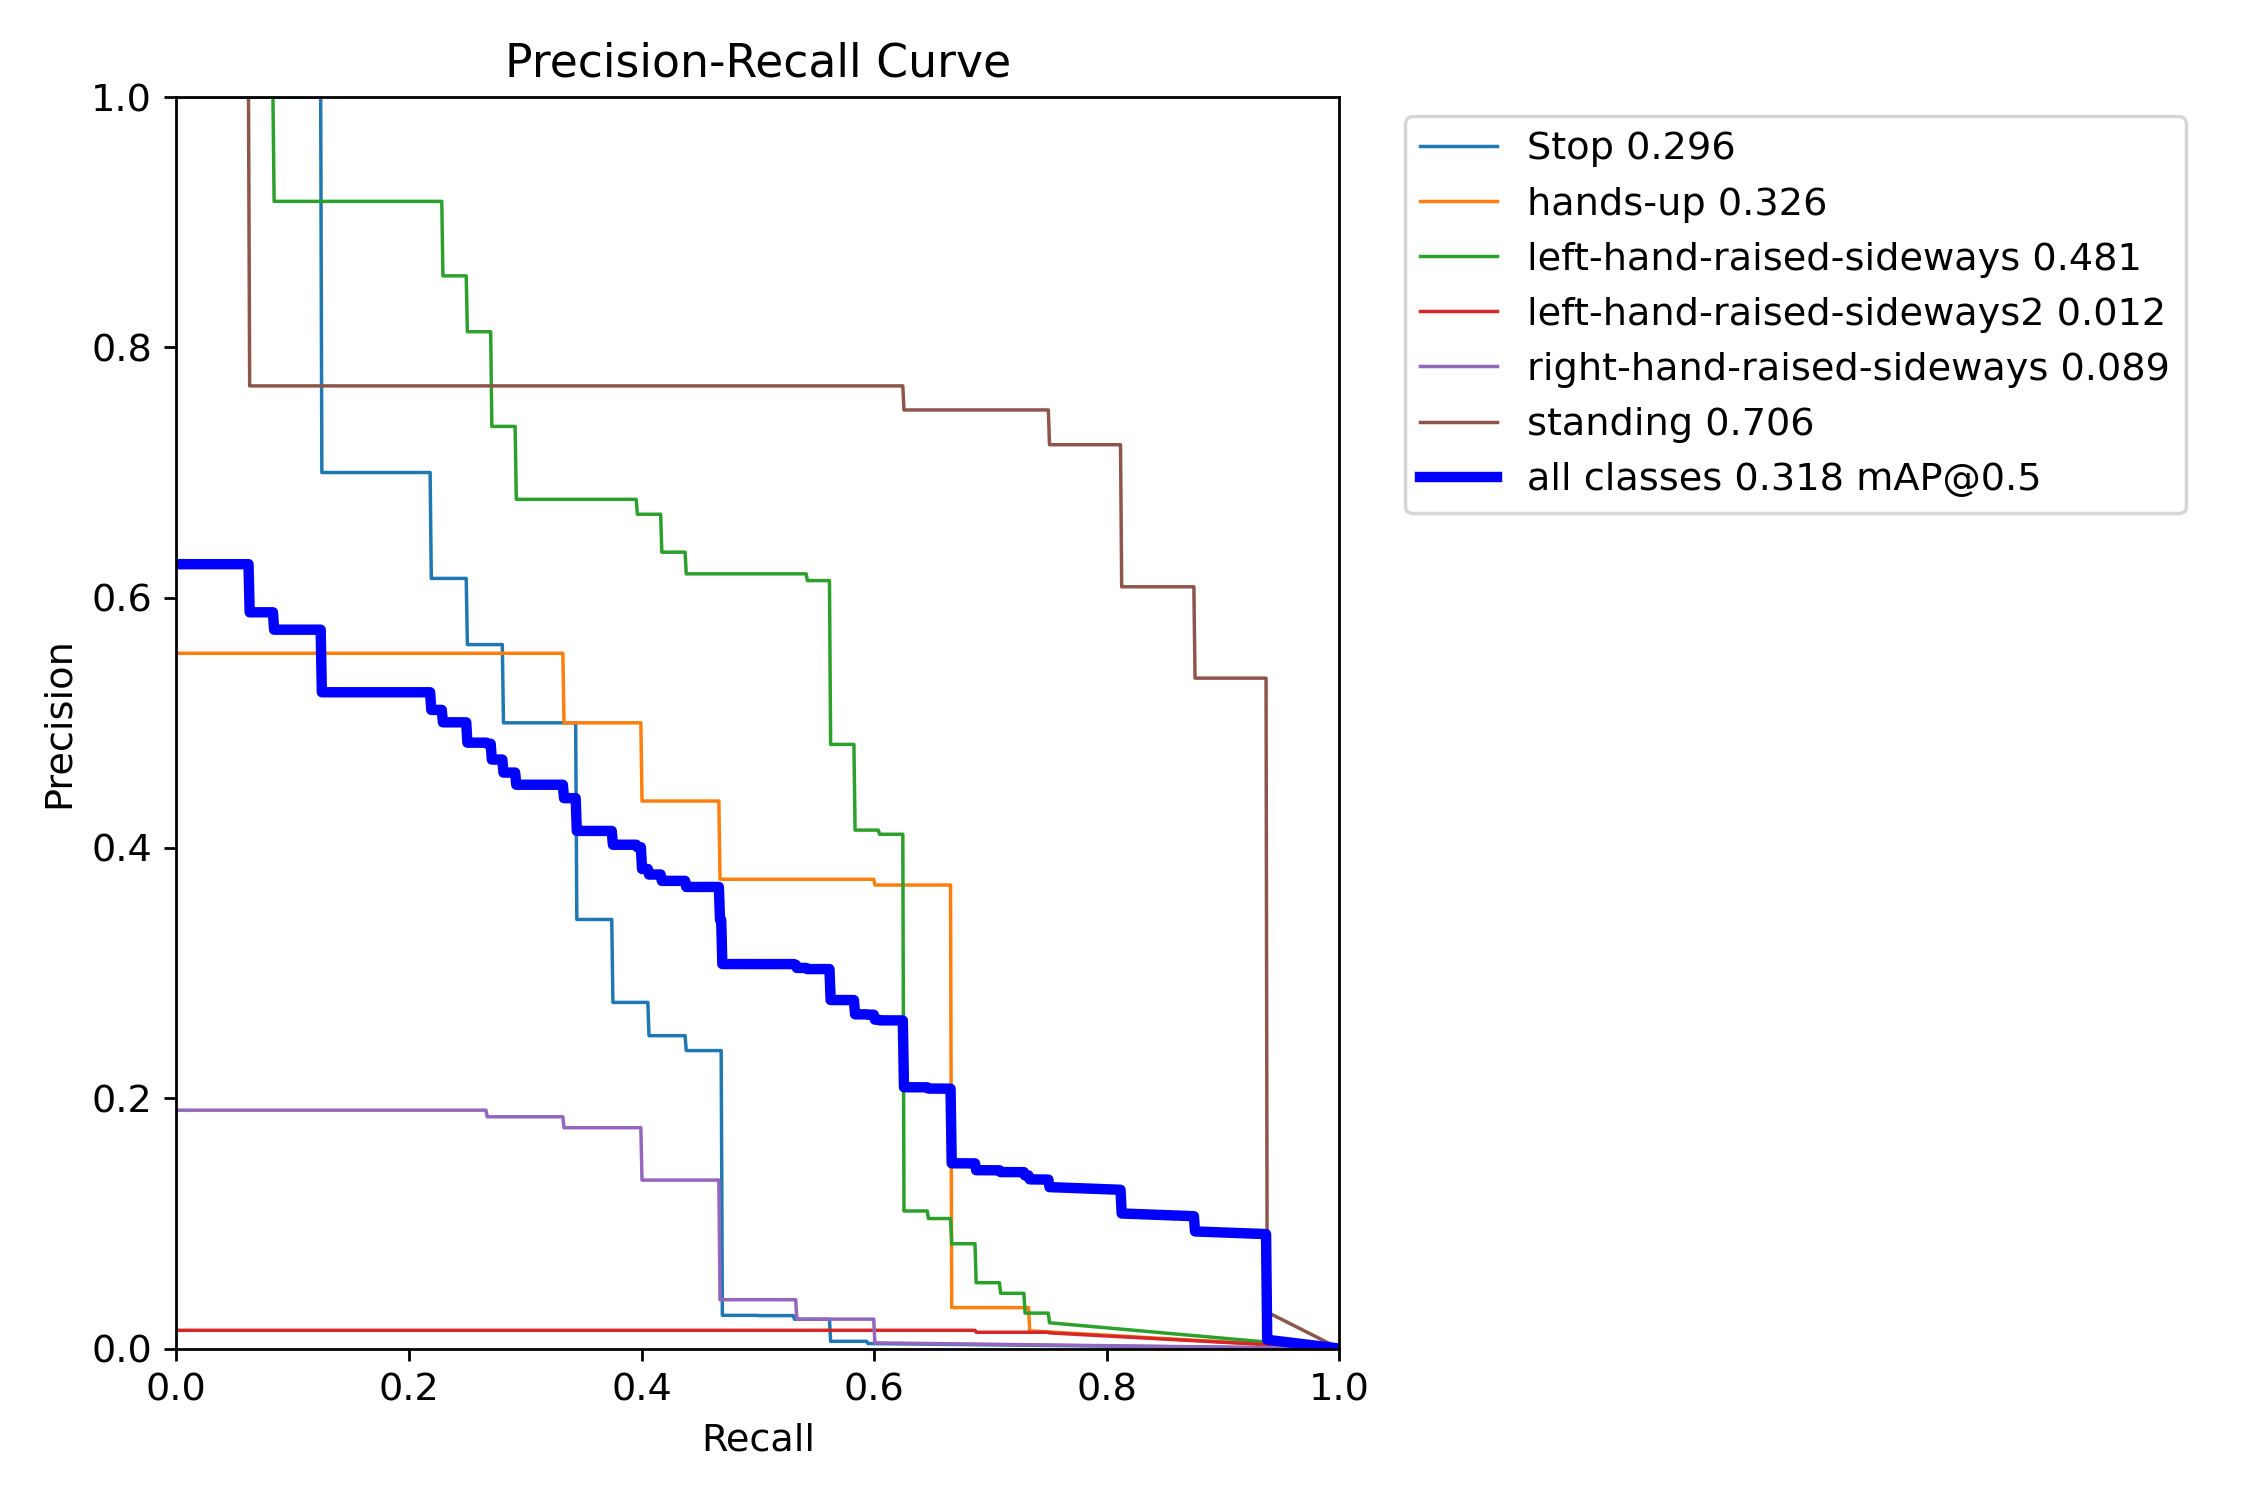 Precision-Recall Curve
1.0
0.8
0.6
0.4
0.2
0.0
Precision
0.0 0.2 0.4 0.6 0.8 1.0
Recall
Stop 0.296
hands-up 0.326
left-hand-raised-sideways 0.481
left-hand-raised-sideways2 0.012
right-hand-raised-sideways 0.089
standing 0.706
all classes 0.318 mAP@0.5